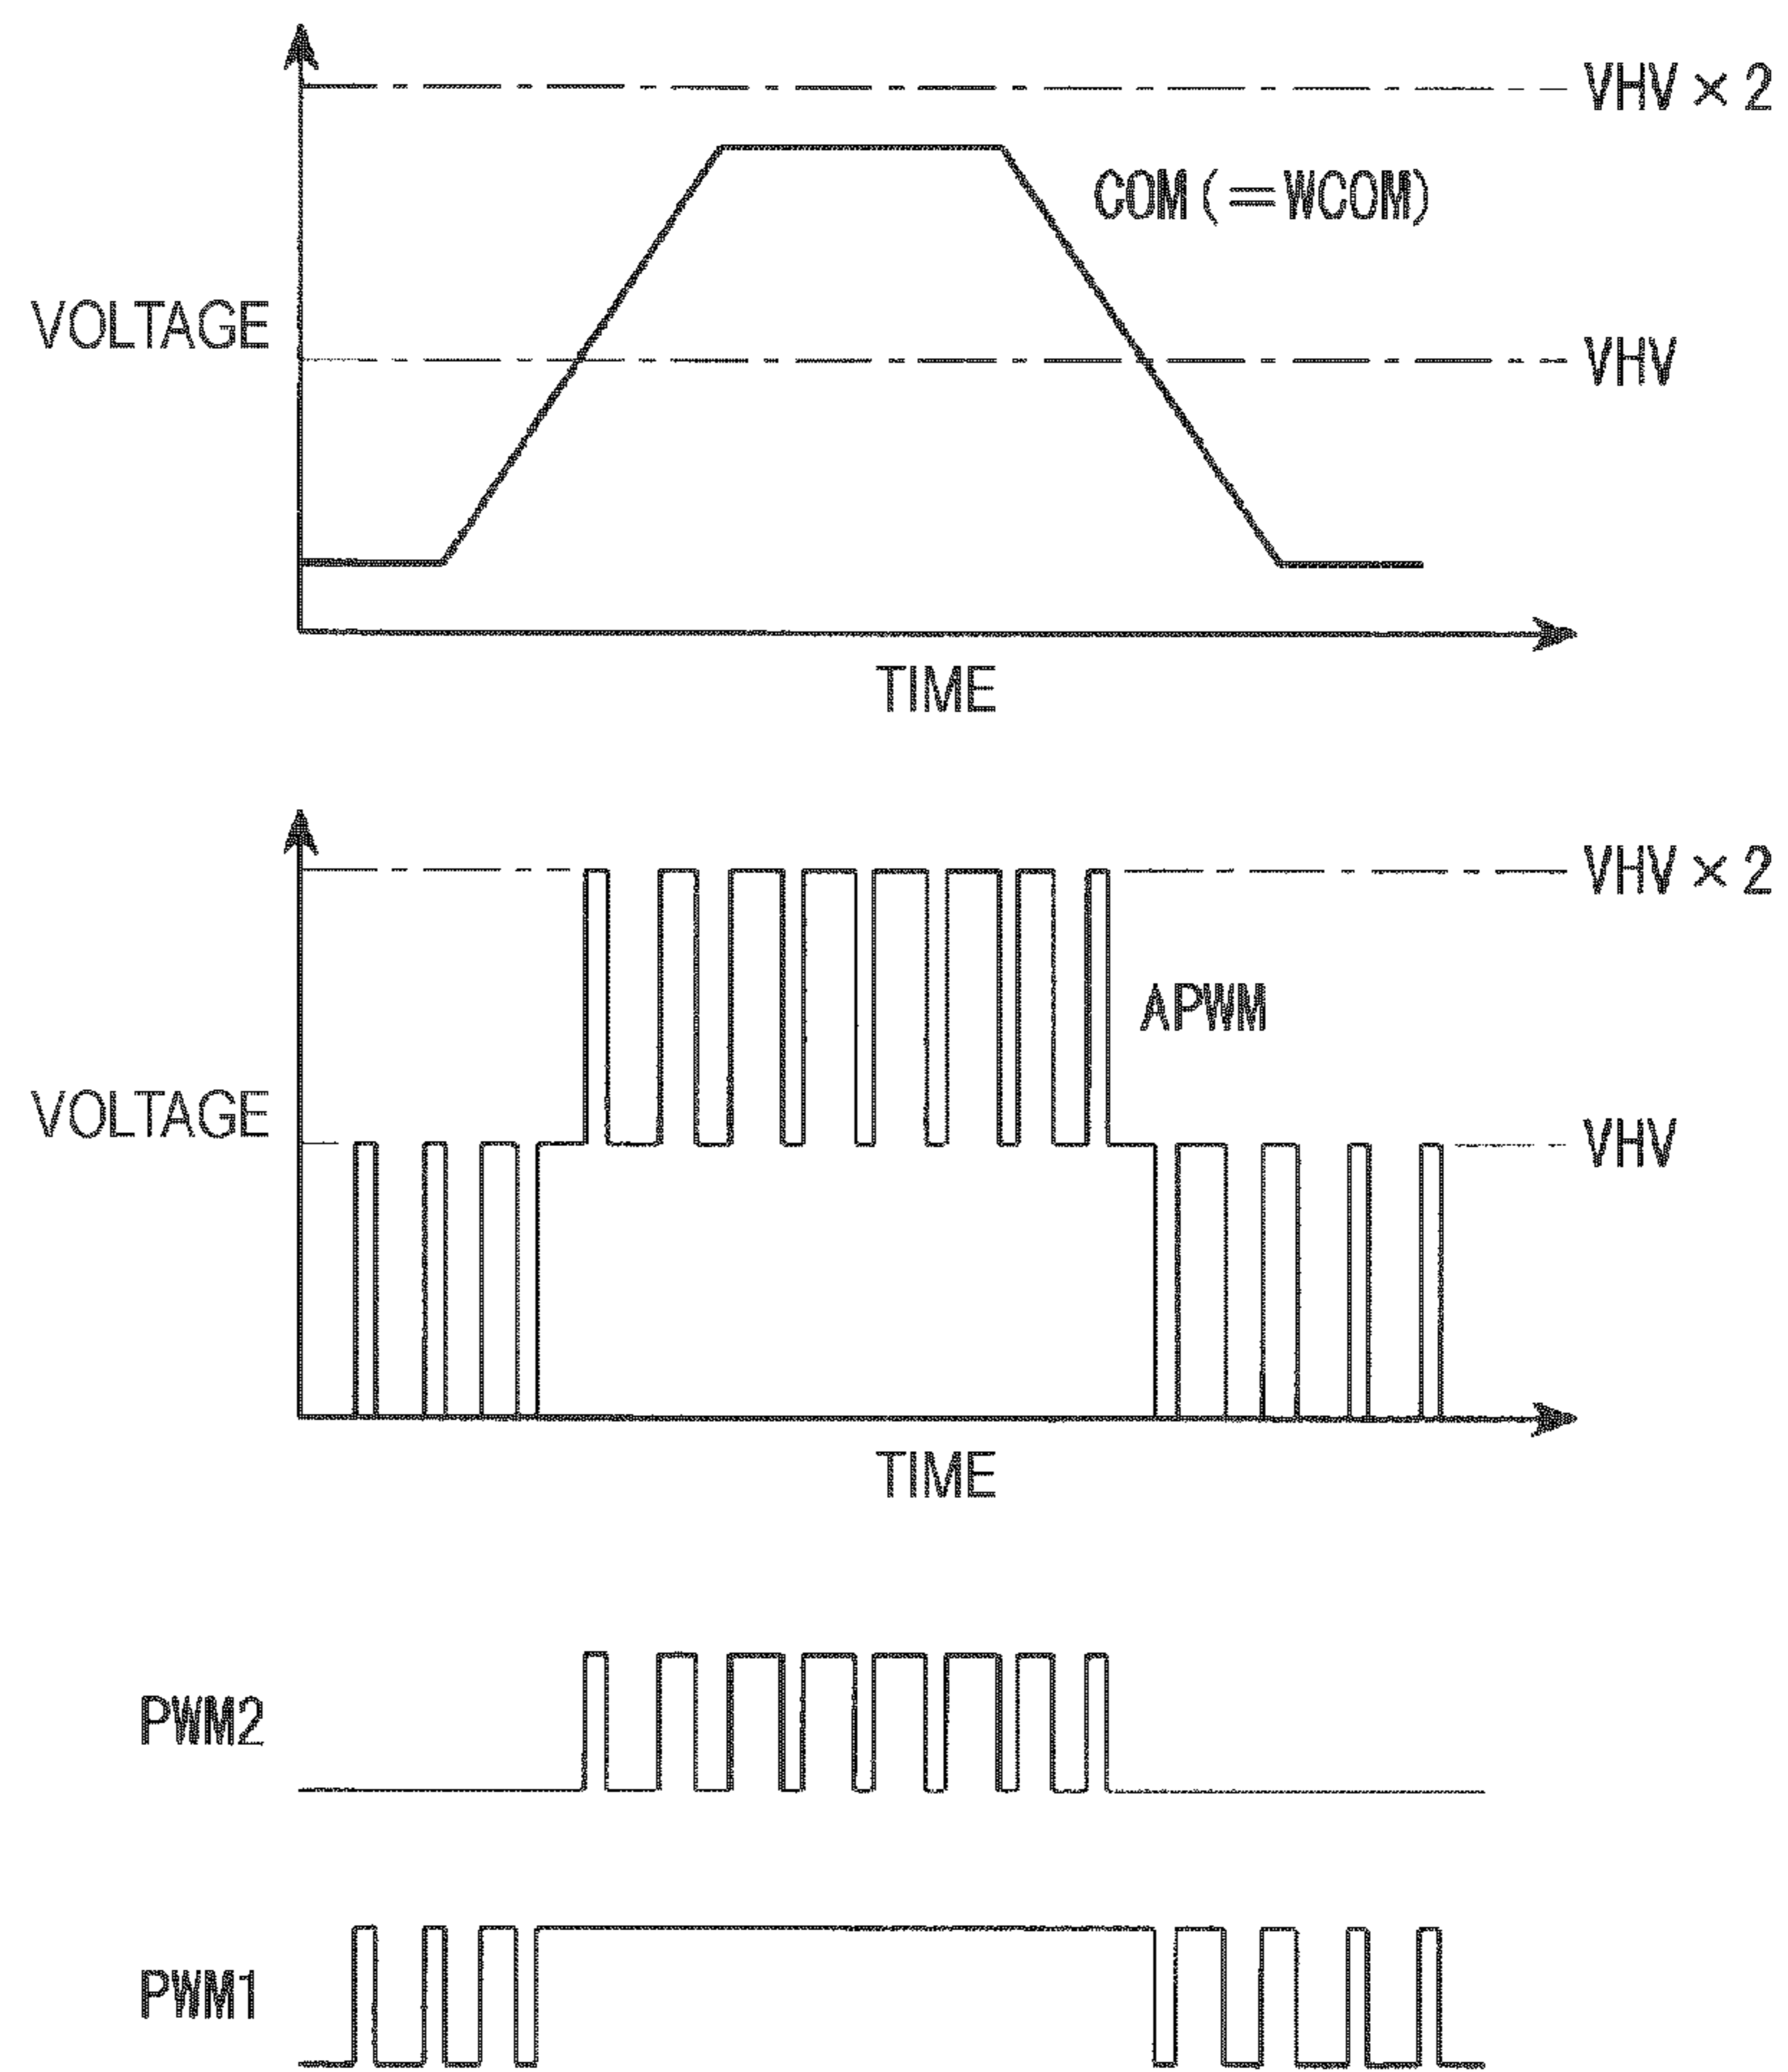 VHV×2
COM(=WCOM)
VOLTAGE
VHV
TIME
VHV×2
APWM
VOLTAGE
VHV
TIME
PWM2
PWM1